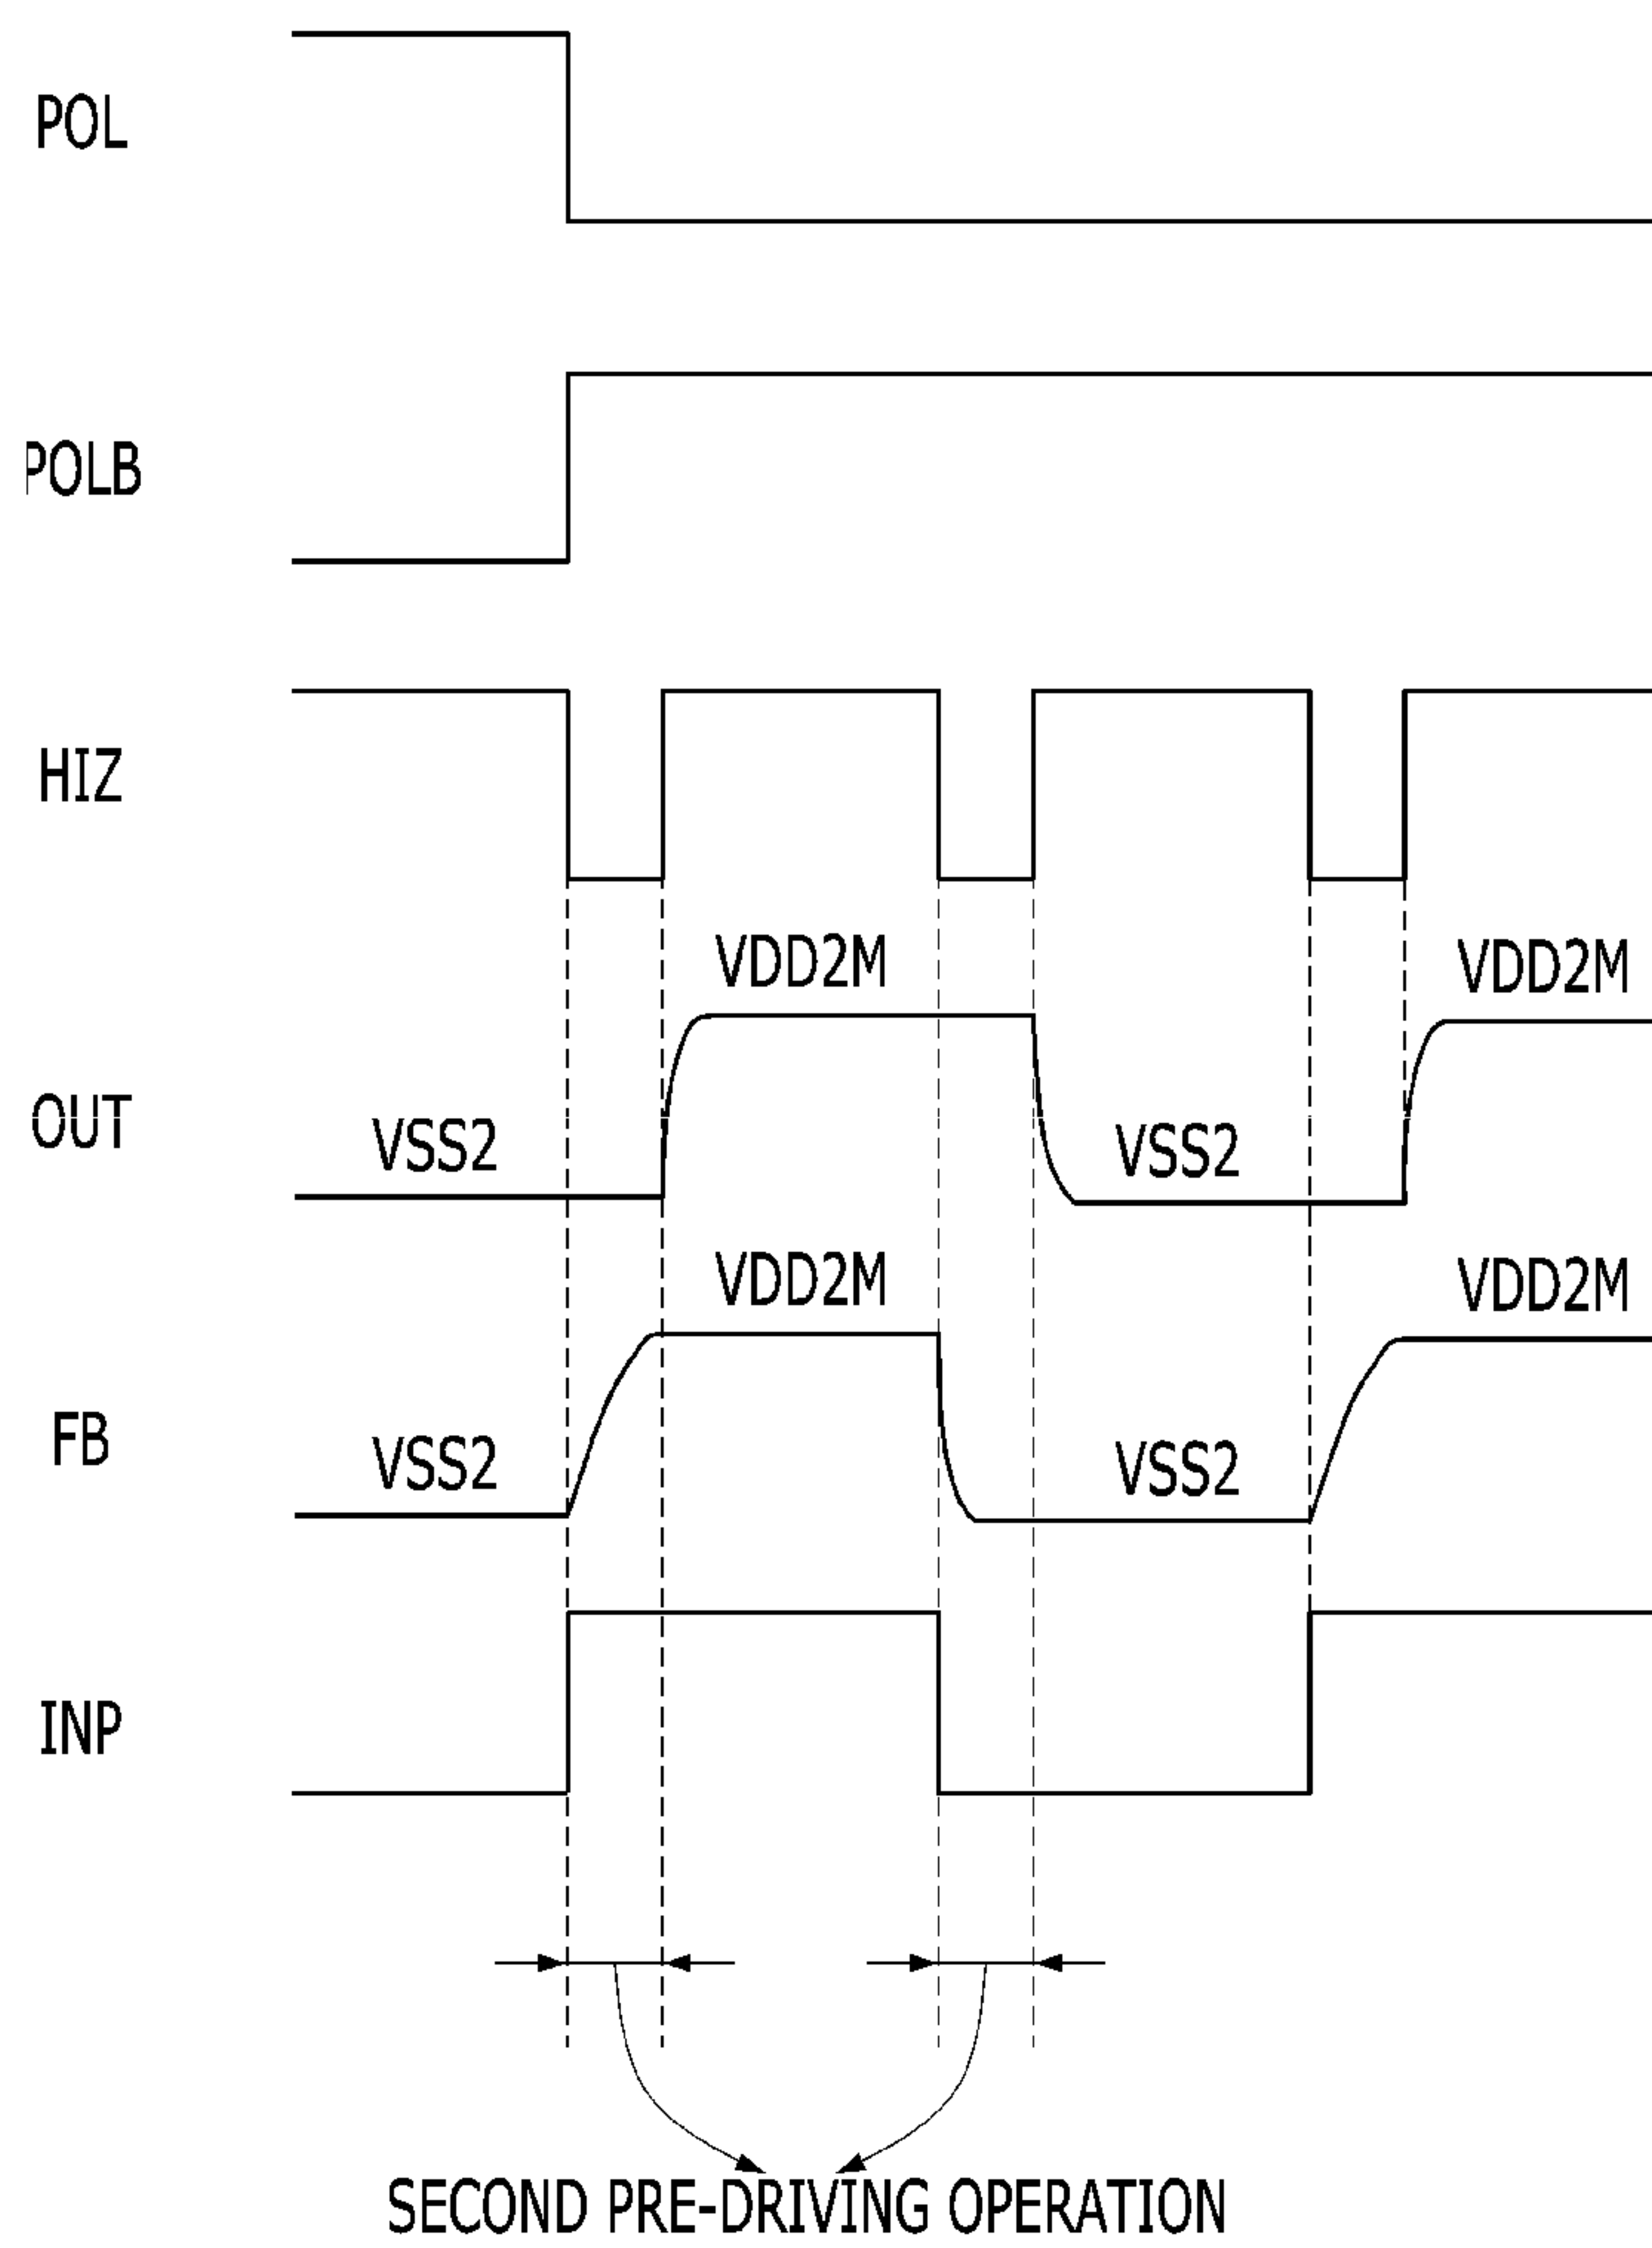 POL
POLB
HIZ
VDD2M
VDD2M
OUT
VSS2
VSS2
VDD2M
VDD2M
FB
VSS2
VSS2
INP
SECOND PRE-DRIVING OPERATION